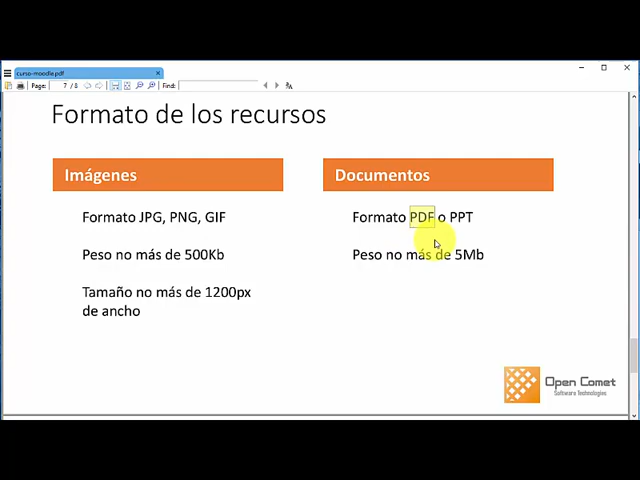 curso-moodle.pdf
Page: 7 / 8 Find:
Formato de los recursos
Imágenes
Formato JPG, PNG, GIF
Peso no más de 500Kb
Tamaño no más de 1200px
de ancho
Documentos
Formato PDF o PPT
Peso no más de 5Mb
Open Comet
Software Technologies